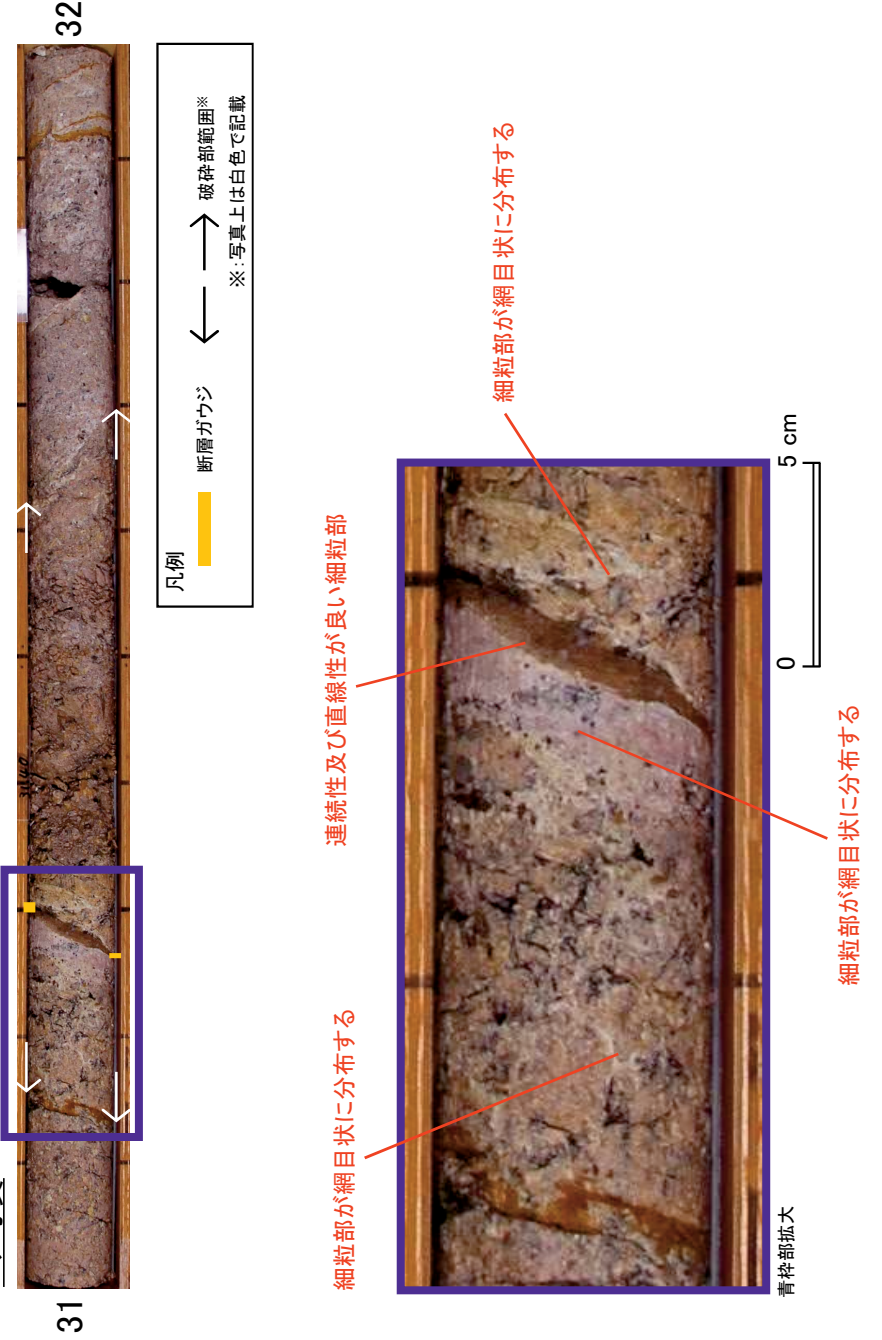 31
32
凡例
断層ガウジ
破砕部範囲※
※:写真上は白色で記載
細粒部が網目状に分布する
連続性及び直線性が良い細粒部
細粒部が網目状に分布する
細粒部が網目状に分布する
青枠部拡大
0
5 cm